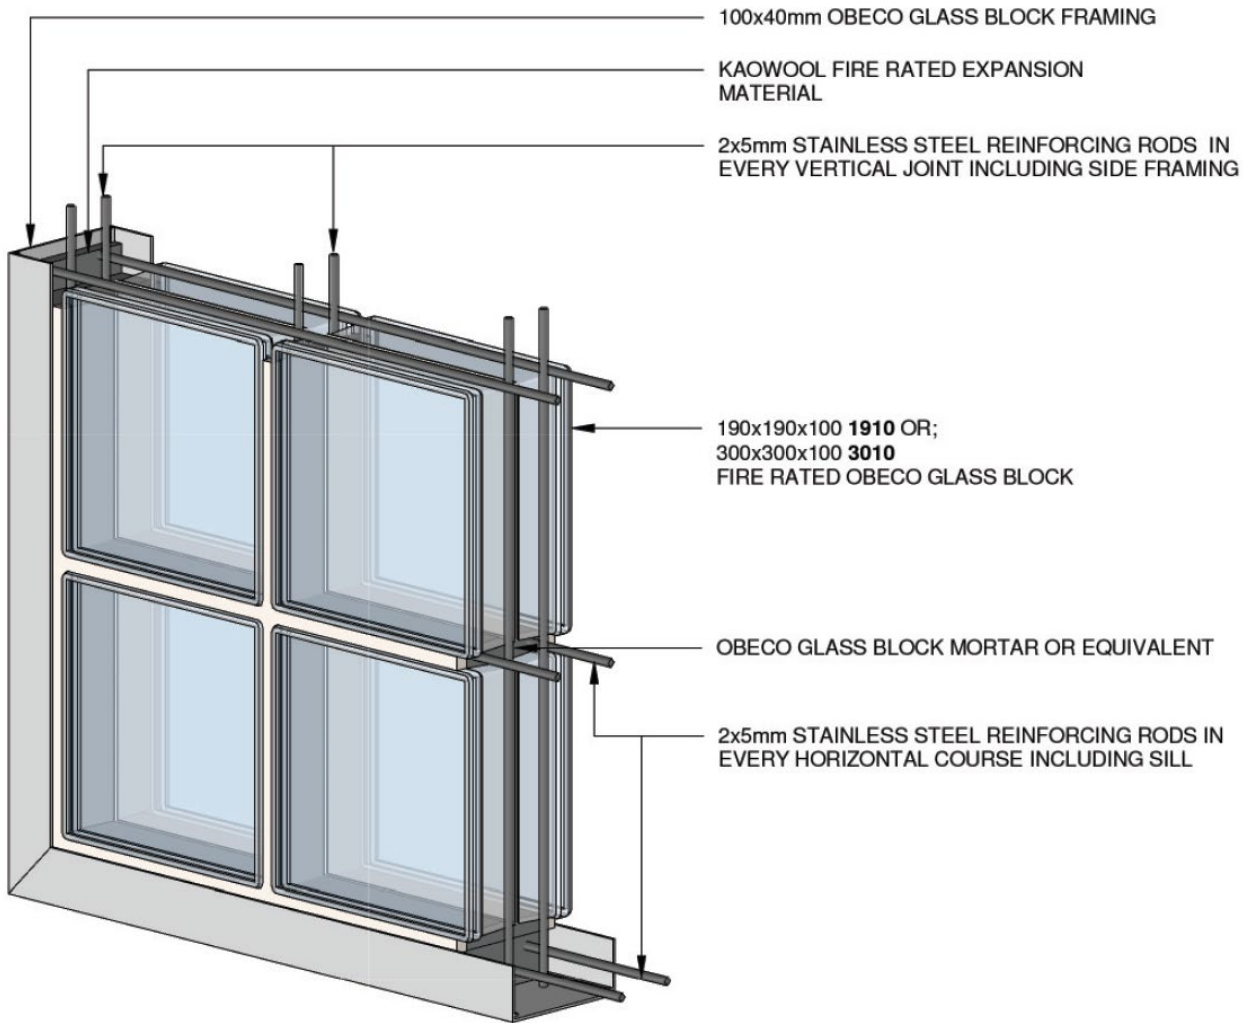 100x40mm OBECO GLASS BLOCK FRAMING
KAOWOOL FIRE RATED EXPANSION
MATERIAL
2x5mm STAINLESS STEEL REINFORCING RODS IN
EVERY VERTICAL JOINT INCLUDING SIDE FRAMING
190x190x100 1910 OR;
300x300x100 3010
FIRE RATED OBECO GLASS BLOCK
OBECO GLASS BLOCK MORTAR OR EQUIVALENT
2x5mm STAINLESS STEEL REINFORCING RODS IN
EVERY HORIZONTAL COURSE INCLUDING SILL